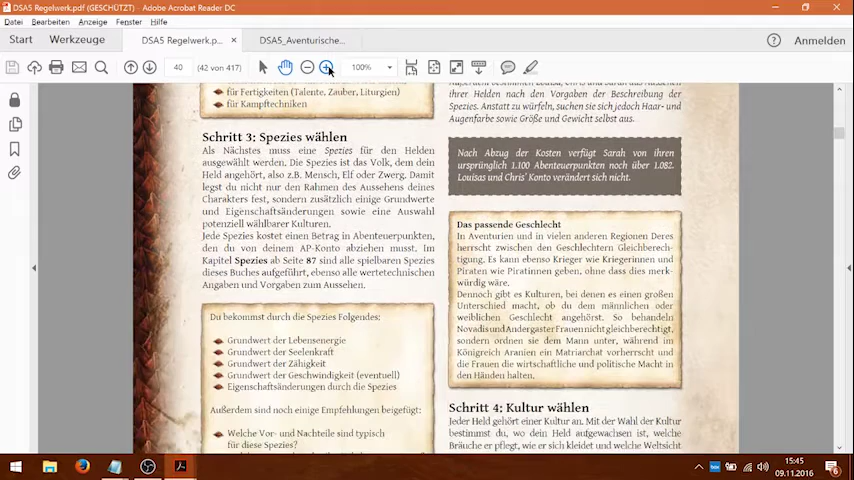 DSA5 Regelwerk.pdf (GESCHÜTZT) - Adobe Acrobat Reader DC
Datei Bearbeiten Anzeige Fenster Hilfe
Start Werkzeuge DSA5 Regelwerk.p... × DSA5_Aventurische... ? Anmelden
40 (42 von 417) 100%
für Fertigkeiten (Talente, Zauber, Liturgien)
für Kampftechniken
Schritt 3: Spezies wählen
Als Nächstes muss eine Spezies für den Helden
ausgewählt werden. Die Spezies ist das Volk, dem dein
Held angehört, also z.B. Mensch, Elf oder Zwerg. Damit
legst du nicht nur den Rahmen des Aussehens deines
Charakters fest, sondern zusätzlich einige Grundwerte
und Eigenschaftsänderungen sowie eine Auswahl
potenziell wählbarer Kulturen.
Jede Spezies kostet einen Betrag in Abenteuerpunkten,
den du von deinem AP-Konto abziehen musst. Im
Kapitel Spezies ab Seite 87 sind alle spielbaren Spezies
dieses Buches aufgeführt, ebenso alle wertetechnischen
Angaben und Vorgaben zum Aussehen.
Du bekommst durch die Spezies Folgendes:
Grundwert der Lebensenergie
Grundwert der Seelenkraft
Grundwert der Zähigkeit
Grundwert der Geschwindigkeit (eventuell)
Eigenschaftsänderungen durch die Spezies
Außerdem sind noch einige Empfehlungen beigefügt:
Welche Vor- und Nachteile sind typisch
für diese Spezies?
ihrer Helden nach den Vorgaben der Beschreibung der
Spezies. Anstatt zu würfeln, suchen sie sich jedoch Haar- und
Augenfarbe sowie Größe und Gewicht selbst aus.
Nach Abzug der Kosten verfügt Sarah von ihren
ursprünglich 1.100 Abenteuerpunkten noch über 1.082.
Louisas und Chris' Konto verändert sich nicht.
Das passende Geschlecht
In Aventurien und in vielen anderen Regionen Deres
herrscht zwischen den Geschlechtern Gleichberech-
tigung. Es kann ebenso Krieger wie Kriegerinnen und
Piraten wie Piratinnen geben, ohne dass dies merk-
würdig wäre.
Dennoch gibt es Kulturen, bei denen es einen großen
Unterschied macht, ob du dem männlichen oder
weiblichen Geschlecht angehörst. So behandeln
Novadis und Andergaster Frauen nicht gleichberechtigt,
sondern ordnen sie dem Mann unter, während im
Königreich Aranien ein Matriarchat vorherrscht und
die Frauen die wirtschaftliche und politische Macht in
den Händen halten.
Schritt 4: Kultur wählen
Jeder Held gehört einer Kultur an. Mit der Wahl der Kultur
bestimmst du, wo dein Held aufgewachsen ist, welche
Bräuche er pflegt, wie er sich kleidet und welche Weltsicht
15:45
09.11.2016